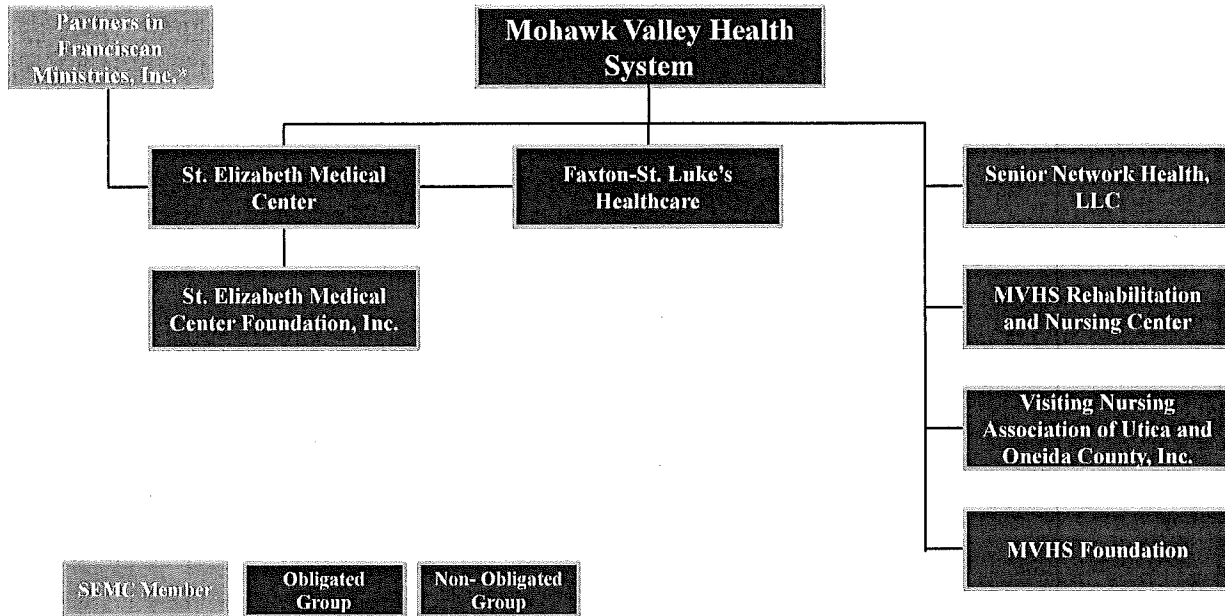 Partners in
Franciscan
Ministries, Inc.*
Mohawk Valley Health
System
St. Elizabeth Medical
Center
Faxton-St. Luke's
Healthcare
Senior Network Health,
LLC
St. Elizabeth Medical
Center Foundation, Inc.
MVHS Rehabilitation
and Nursing Center
Visiting Nursing
Association of Utica and
Oneida County, Inc.
MVHS Foundation
SEMC Member
Obligated
Group
Non- Obligated
Group